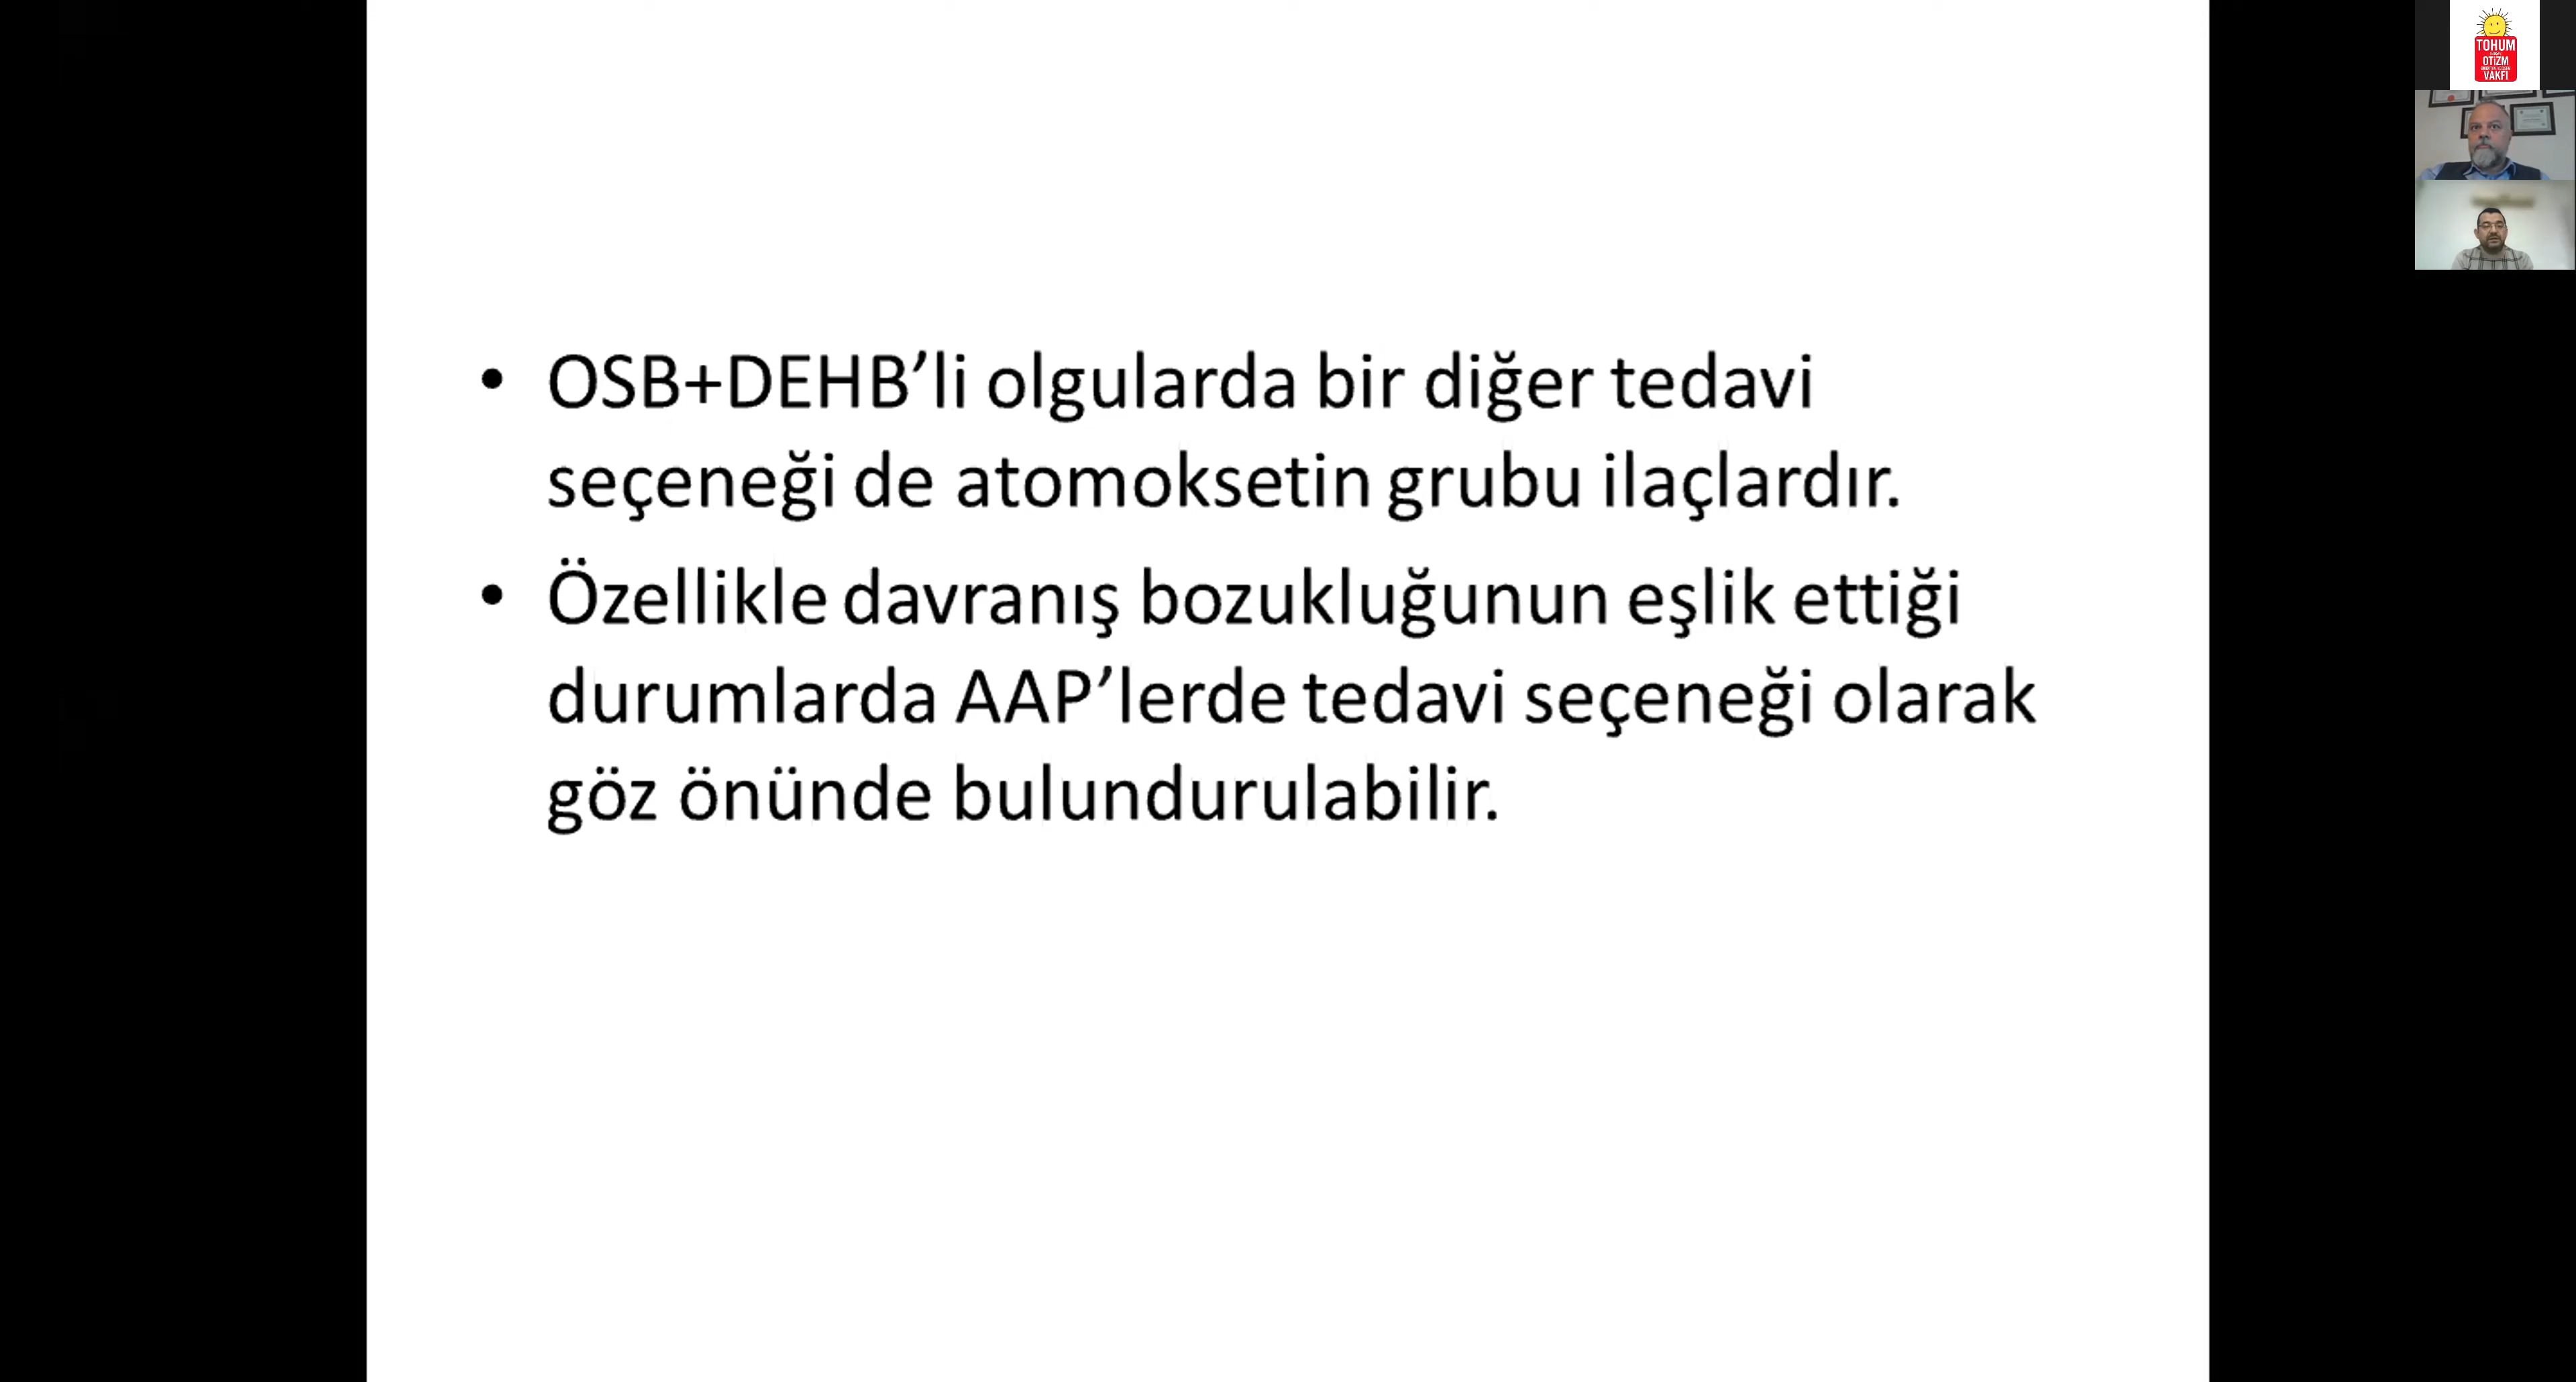 • OSB+DEHB’li olgularda bir diğer tedavi
seçeneği de atomoksetin grubu ilaçlardır.
• Özellikle davranış bozukluğunun eşlik ettiği
durumlarda AAP’lerde tedavi seçeneği olarak
göz önünde bulundurulabilir.
TOHUM
OTİZM
VAKFI